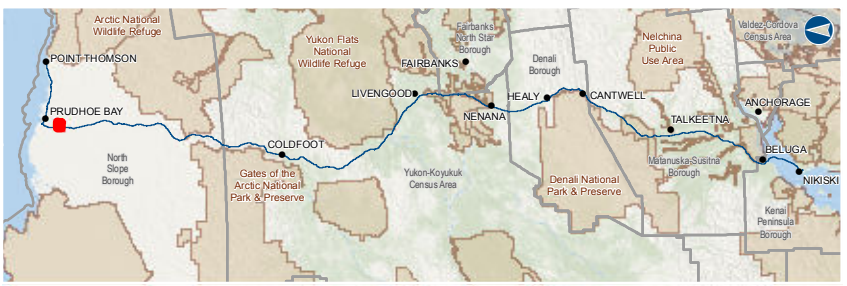 Arctic National
Wildlife Refuge
POINT THOMSON
PRUDHOE BAY
North
Slope
Borough
COLDFOOT
Gates of the
Arctic National
Park & Preserve
Yukon Flats
National
Wildlife Refuge
LIVENGOOD
Yukon-Koyukuk
Census Area
Fairbanks
North Star
Borough
FAIRBANKS
NENANA
Denali
Borough
HEALY
CANTWELL
Denali National
Park & Preserve
Nelchina
Public
Use Area
TALKEETNA
Matanuska-Susitna
Borough
Valdez-Cordova
Census Area
ANCHORAGE
BELUGA
NIKISKI
Kenai
Peninsula
Borough